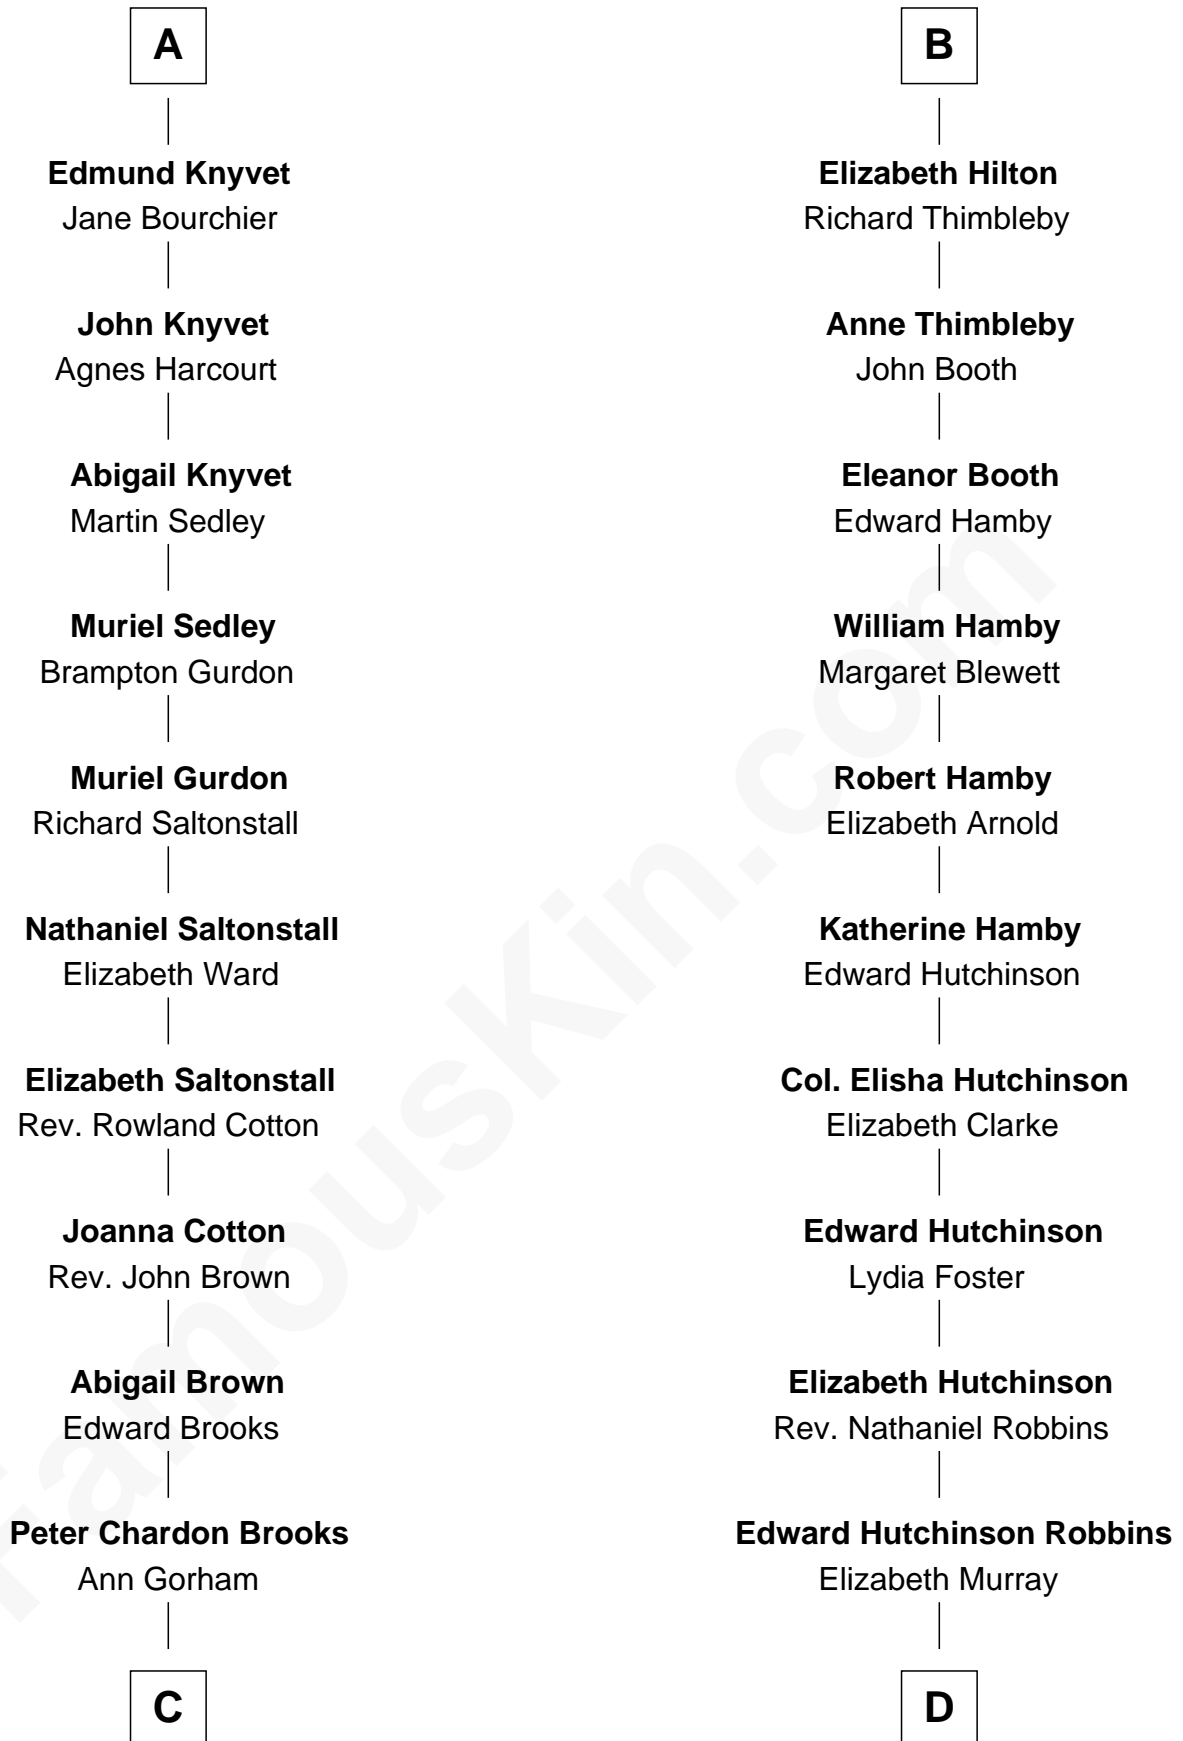 A
Edmund Knyvet
Jane Bourchier
John Knyvet
Agnes Harcourt
Abigail Knyvet
Martin Sedley
Muriel Sedley
Brampton Gurdon
Muriel Gurdon
Richard Saltonstall
Nathaniel Saltonstall
Elizabeth Ward
Elizabeth Saltonstall
Rev. Rowland Cotton
Joanna Cotton
Rev. John Brown
Abigail Brown
Edward Brooks
Peter Chardon Brooks
Ann Gorham
C
B
Elizabeth Hilton
Richard Thimbleby
Anne Thimbleby
John Booth
Eleanor Booth
Edward Hamby
William Hamby
Margaret Blewett
Robert Hamby
Elizabeth Arnold
Katherine Hamby
Edward Hutchinson
Col. Elisha Hutchinson
Elizabeth Clarke
Edward Hutchinson
Lydia Foster
Elizabeth Hutchinson
Rev. Nathaniel Robbins
Edward Hutchinson Robbins
Elizabeth Murray
D
FamousKin.com